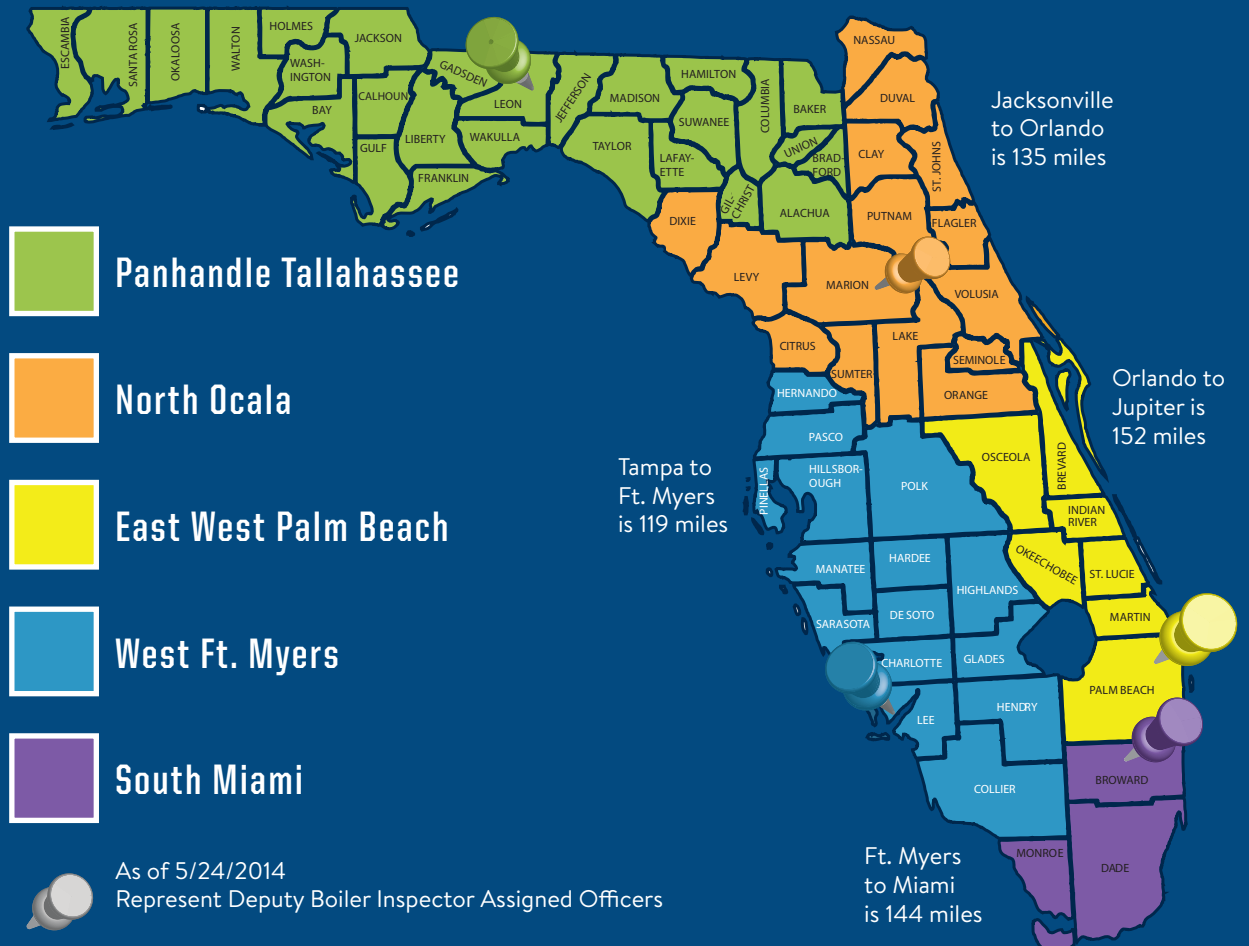 ESCAMBIA
SANTA ROSA
OKALOOSA
WALTON
HOLMES
WASH-
INGTON
JACKSON
BAY
CALHOUN
GULF
LIBERTY
GADSDEN
LEON
WAKULLA
FRANKLIN
JEFFERSON
MADISON
TAYLOR
HAMILTON
SUWANEE
LAFAY-
ETTE
COLUMBIA
BAKER
UNION
BRAD-
FORD
GIL-
CHRIST
ALACHUA
NASSAU
DUVAL
CLAY
ST. JOHNS
PUTNAM
FLAGLER
DIXIE
LEVY
MARION
VOLUSIA
CITRUS
SUMTER
LAKE
SEMINOLE
ORANGE
HERNANDO
PASCO
PINELLAS
HILLSBOR-
OUGH
POLK
OSCEOLA
BREVARD
INDIAN
RIVER
MANATEE
HARDEE
HIGHLANDS
OKEECHOBEE
ST. LUCIE
SARASOTA
DE SOTO
MARTIN
CHARLOTTE
GLADES
PALM BEACH
LEE
HENDRY
COLLIER
BROWARD
MONROE
DADE
Jacksonville
to Orlando
is 135 miles
Orlando to
Jupiter is
152 miles
Tampa to
Ft. Myers
is 119 miles
Ft. Myers
to Miami
is 144 miles
Panhandle Tallahassee
North Ocala
East West Palm Beach
West Ft. Myers
South Miami
As of 5/24/2014
Represent Deputy Boiler Inspector Assigned Officers